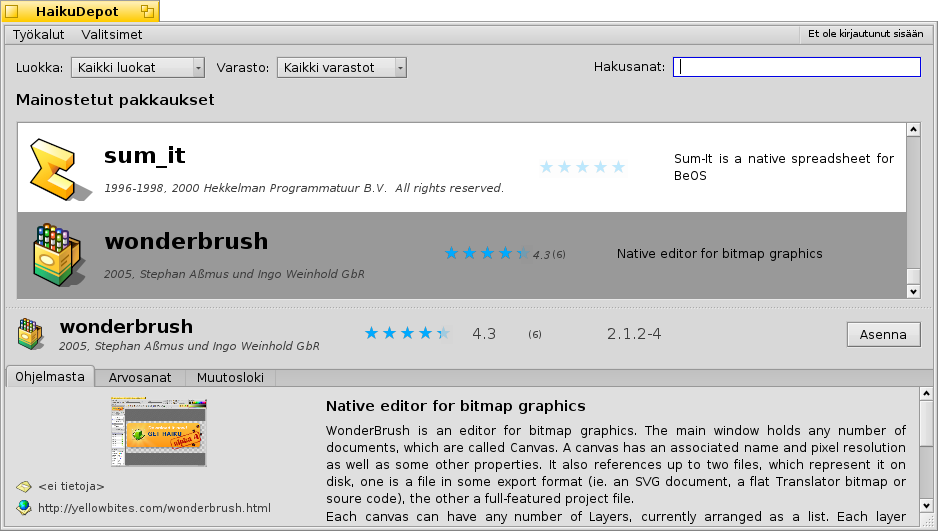 HaikuDepot
Työkalut Valitsimet Et ole kirjautunut sisään
Luokka: Kaikki luokat Varasto: Kaikki varastot Hakusanat:
Mainostetut pakkaukset
sum_it
1996-1998, 2000 Hekkelman Programmatuur B.V. All rights reserved.
Sum-It is a native spreadsheet for
BeOS
wonderbrush
2005, Stephan Aßmus und Ingo Weinhold GbR
4.3 (6)
Native editor for bitmap graphics
wonderbrush
2005, Stephan Aßmus und Ingo Weinhold GbR
4.3 (6) 2.1.2-4 Asenna
Ohjelmasta Arvosanat Muutosloki
GET HAIKU
alpha 4
<ei tietoja>
http://yellowbites.com/wonderbrush.html
Native editor for bitmap graphics
WonderBrush is an editor for bitmap graphics. The main window holds any number of
documents, which are called Canvas. A canvas has an associated name and pixel resolution
as well as some other properties. It also references up to two files, which represent it on
disk, one is a file in some export format (ie. an SVG document, a flat Translator bitmap or
soure code), the other a full-featured project file.
Each canvas can have any number of Layers, currently arranged as a list. Each layer